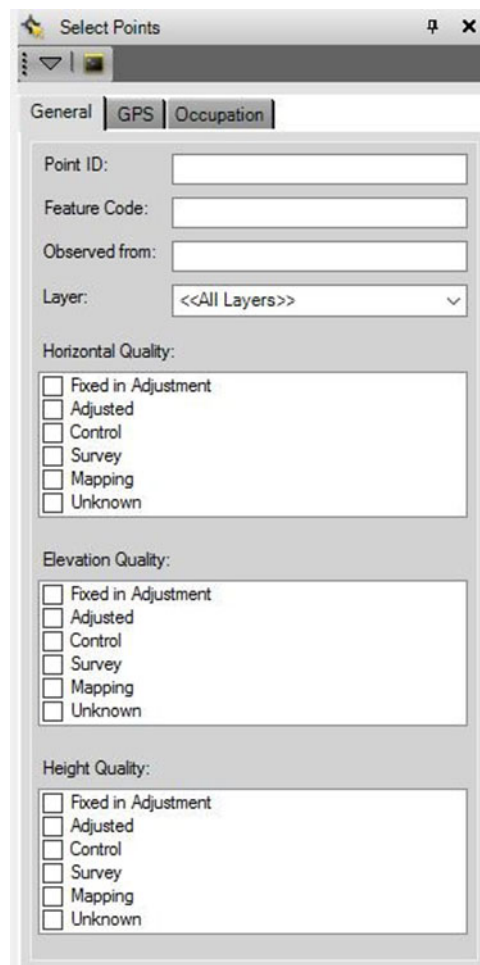 Select Points
General GPS Occupation
Point ID:
Feature Code:
Observed from:
Layer: <<All Layers>>
Horizontal Quality:
Fixed in Adjustment
Adjusted
Control
Survey
Mapping
Unknown
Elevation Quality:
Fixed in Adjustment
Adjusted
Control
Survey
Mapping
Unknown
Height Quality:
Fixed in Adjustment
Adjusted
Control
Survey
Mapping
Unknown